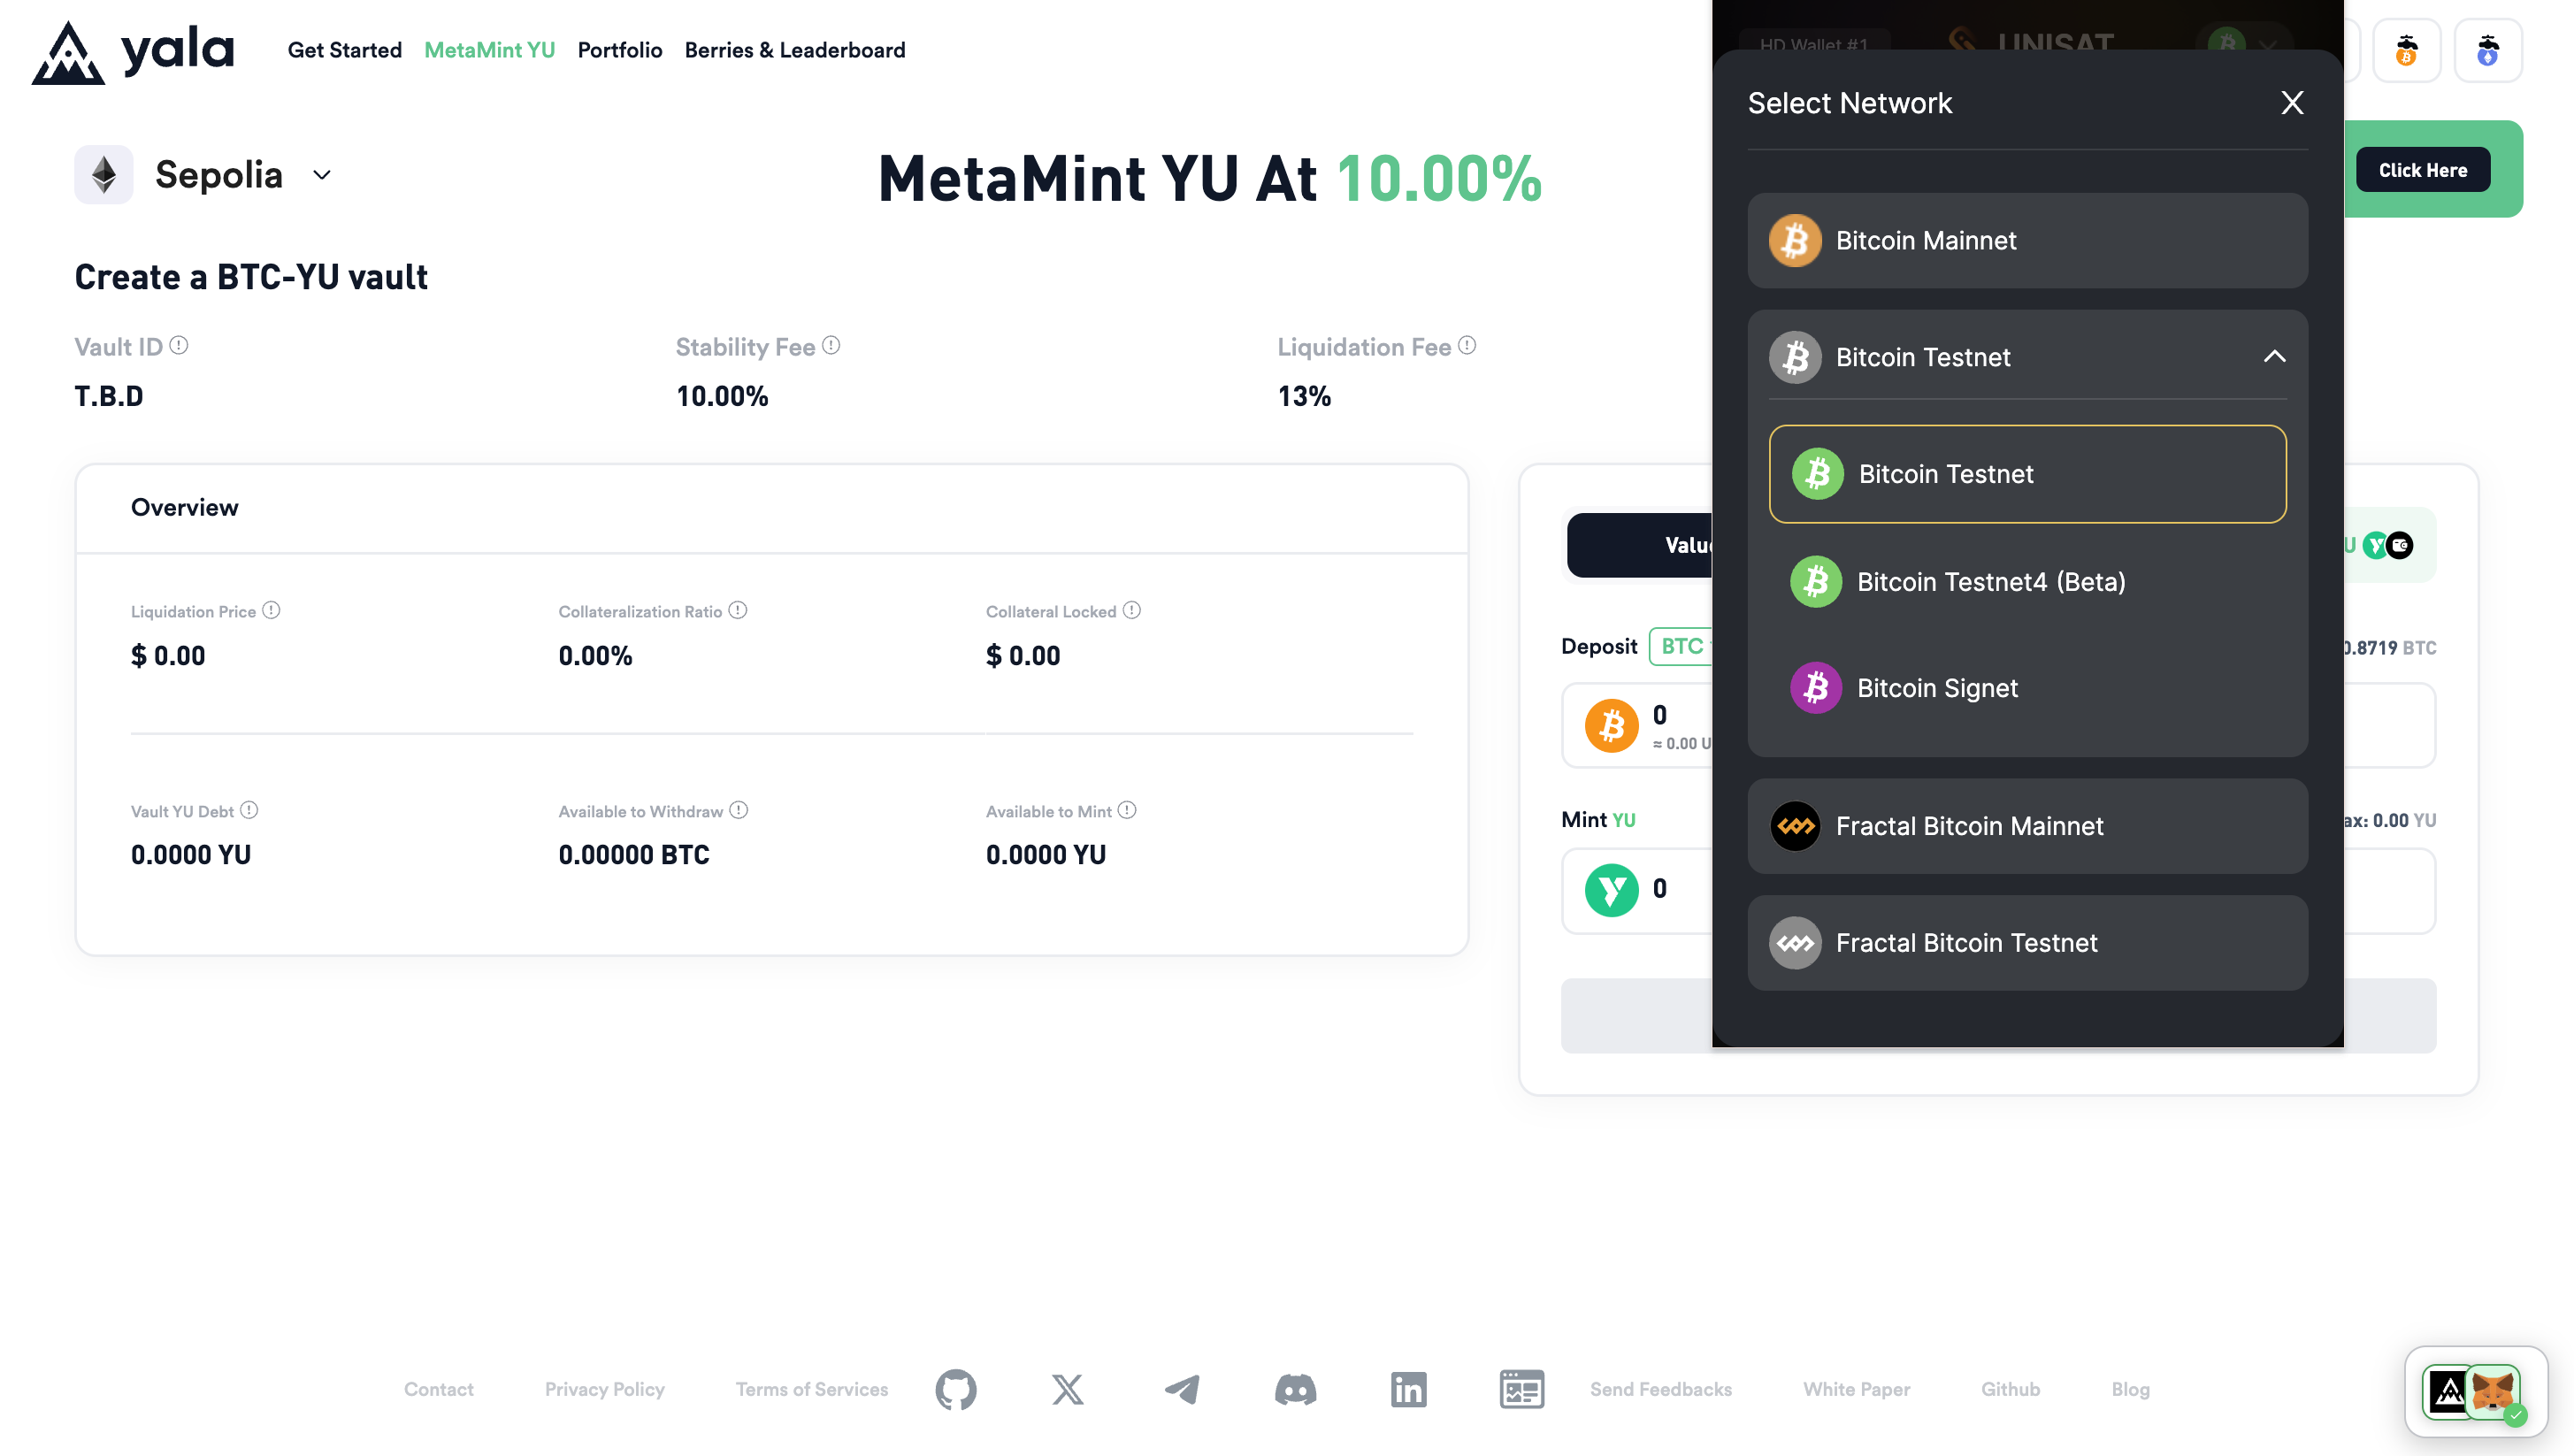 yala
Get Started
MetaMint YU
Portfolio
Berries & Leaderboard
HD Wallet #1
UNISAT
Select Network
X
Sepolia
MetaMint YU At 10.00%
Click Here
Create a BTC-YU vault
Vault ID
T.B.D
Stability Fee
10.00%
Liquidation Fee
13%
Overview
Liquidation Price
$ 0.00
Collateralization Ratio
0.00%
Collateral Locked
$ 0.00
Vault YU Debt
0.0000 YU
Available to Withdraw
0.00000 BTC
Available to Mint
0.0000 YU
Deposit BTC
0.8719 BTC
0
≈ 0.00
Mint YU
0.00 YU
0
Bitcoin Mainnet
Bitcoin Testnet
Bitcoin Testnet
Bitcoin Testnet4 (Beta)
Bitcoin Signet
Fractal Bitcoin Mainnet
Fractal Bitcoin Testnet
Contact
Privacy Policy
Terms of Services
Send Feedbacks
White Paper
Github
Blog